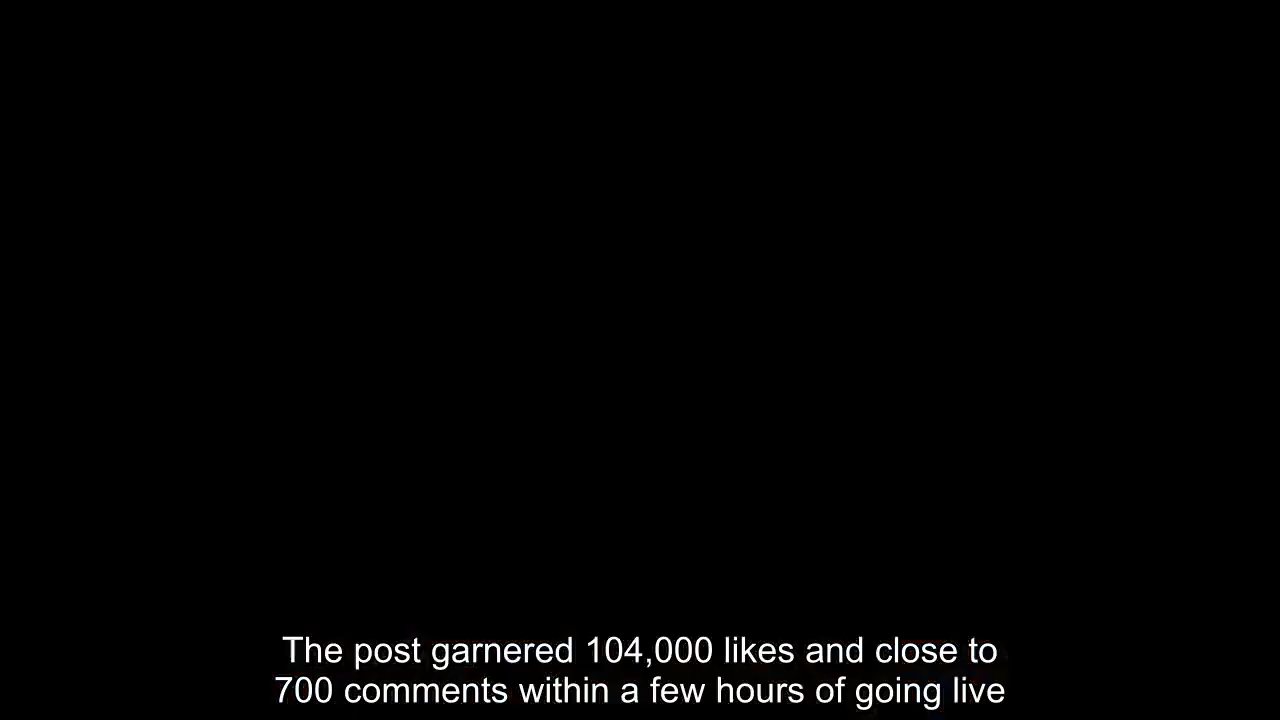 The post garnered 104,000 likes and close to
700 comments within a few hours of going live